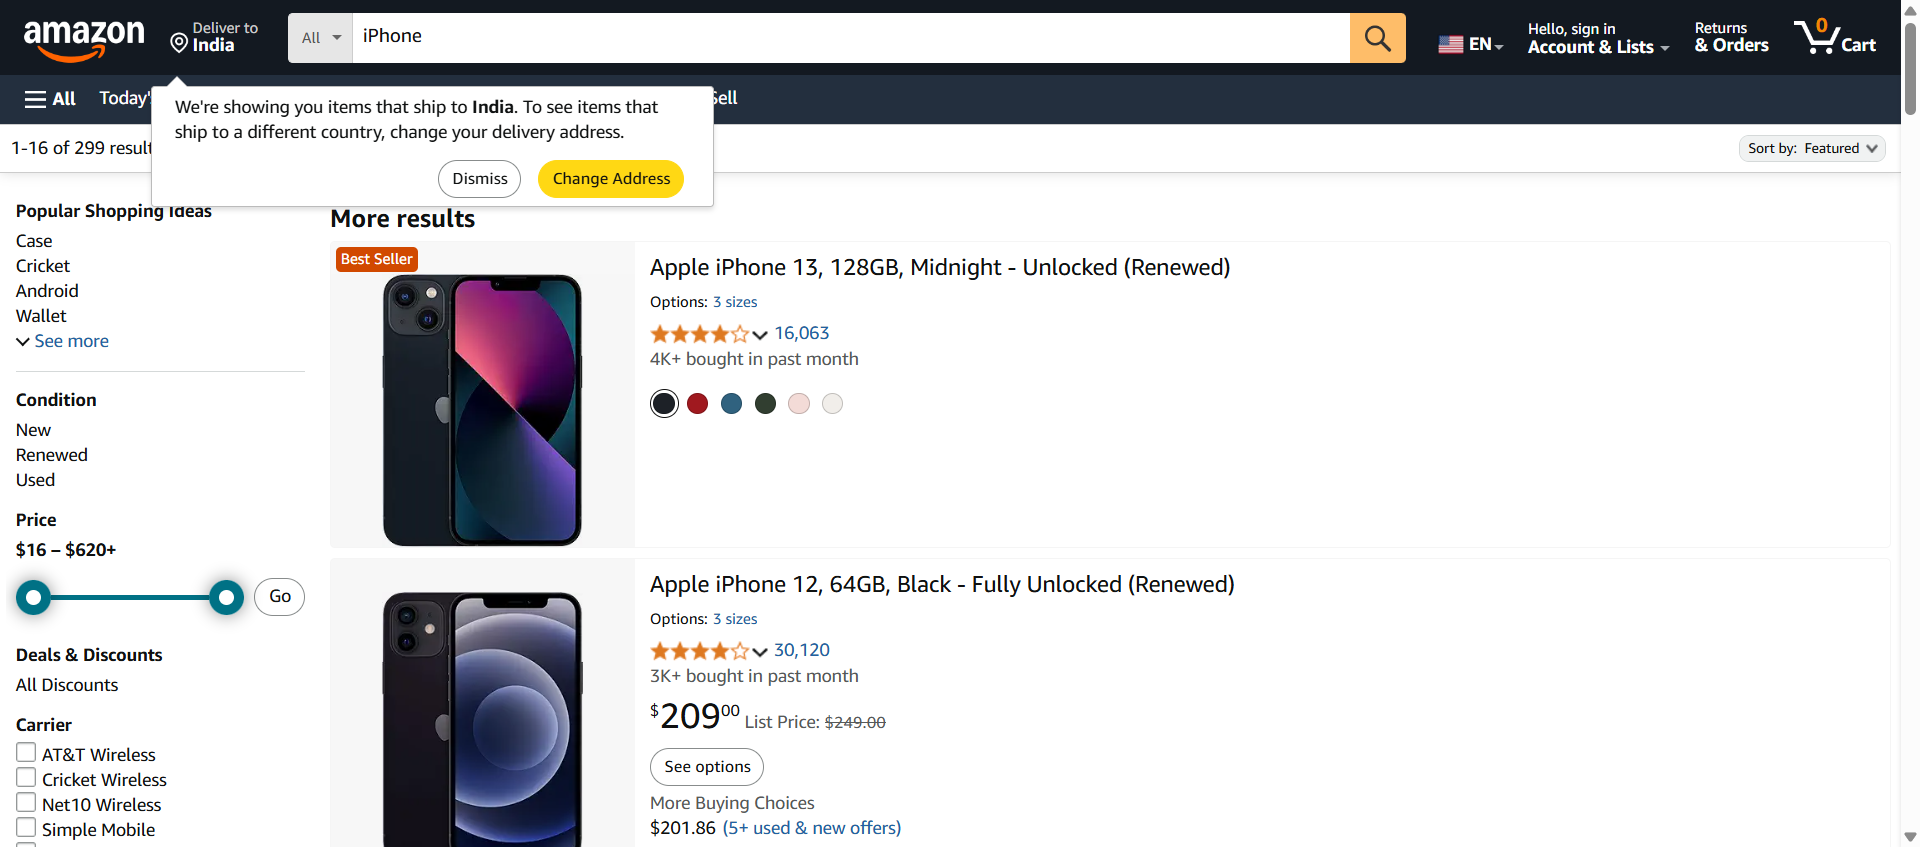 amazon
Deliver to
India
All
iPhone
EN
Hello, sign in
Account & Lists
Returns
& Orders
0
Cart
All
Today'
Sell
We're showing you items that ship to India. To see items that
ship to a different country, change your delivery address.
Dismiss
Change Address
1-16 of 299 result
Sort by: Featured
Popular Shopping Ideas
Case
Cricket
Android
Wallet
See more
Condition
New
Renewed
Used
Price
$16 – $620+
Go
Deals & Discounts
All Discounts
Carrier
AT&T Wireless
Cricket Wireless
Net10 Wireless
Simple Mobile
More results
Best Seller
Apple iPhone 13, 128GB, Midnight - Unlocked (Renewed)
Options: 3 sizes
16,063
4K+ bought in past month
Apple iPhone 12, 64GB, Black - Fully Unlocked (Renewed)
Options: 3 sizes
30,120
3K+ bought in past month
$20900 List Price: $249.00
See options
More Buying Choices
$201.86 (5+ used & new offers)